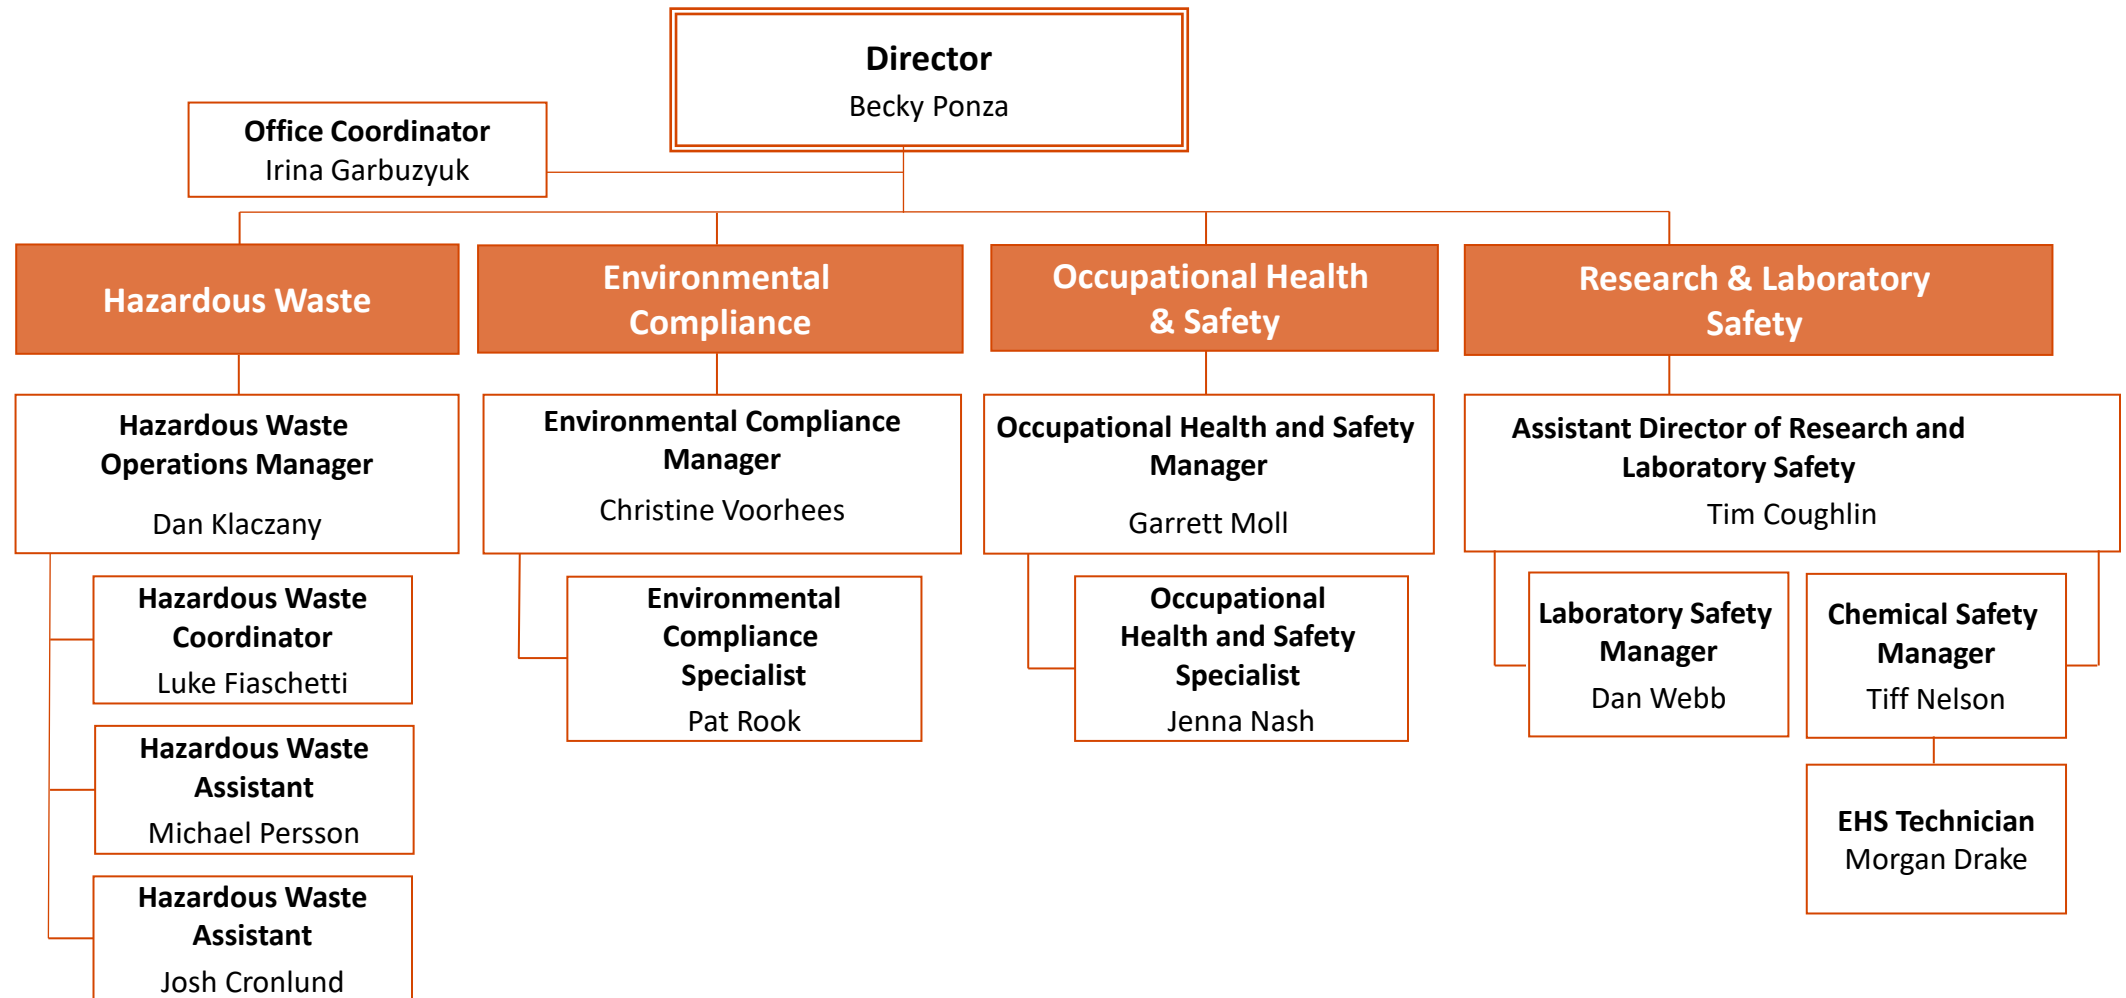 Director
Becky Ponza
Office Coordinator
Irina Garbuzyuk
Hazardous Waste
Environmental
Compliance
Occupational Health
& Safety
Research & Laboratory
Safety
Hazardous Waste
Operations Manager
Dan Klaczany
Environmental Compliance
Manager
Christine Voorhees
Occupational Health and Safety
Manager
Garrett Moll
Assistant Director of Research and
Laboratory Safety
Tim Coughlin
Hazardous Waste
Coordinator
Luke Fiaschetti
Hazardous Waste
Assistant
Michael Persson
Hazardous Waste
Assistant
Josh Cronlund
Environmental
Compliance
Specialist
Pat Rook
Occupational
Health and Safety
Specialist
Jenna Nash
Laboratory Safety
Manager
Dan Webb
Chemical Safety
Manager
Tiff Nelson
EHS Technician
Morgan Drake